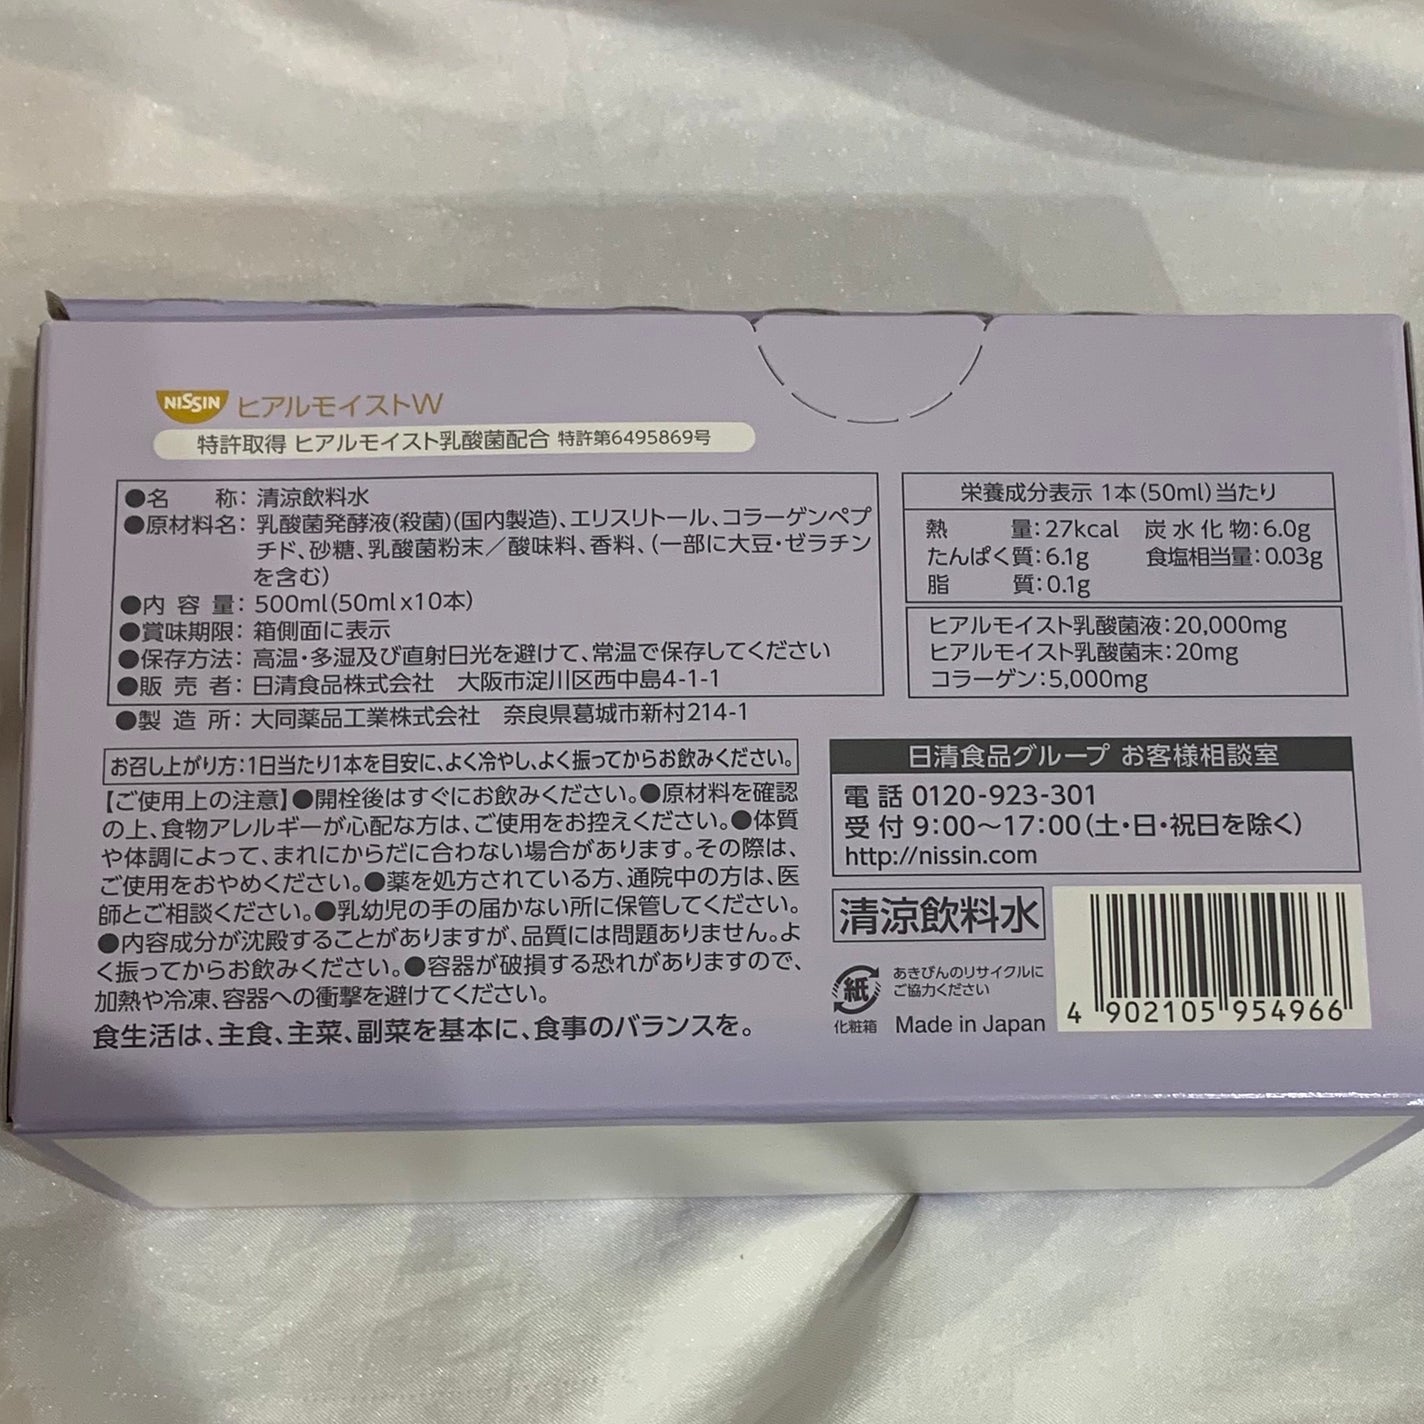 NISSIN ヒアルモイストW
特許取得 ヒアルモイスト乳酸菌配合 特許第6495869号
●名　　称：清涼飲料水
●原材料名：乳酸菌発酵液(殺菌)(国内製造)、エリスリトール、コラーゲンペプ
チド、砂糖、乳酸菌粉末／酸味料、香料、(一部に大豆・ゼラチン
を含む)
●内 容 量：500ml(50ml x10本)
●賞味期限：箱側面に表示
●保存方法：高温・多湿及び直射日光を避けて、常温で保存してください
●販 売 者：日清食品株式会社　大阪市淀川区西中島4-1-1
●製 造 所：大同薬品工業株式会社　奈良県葛城市新村214-1
お召し上がり方：1日当たり1本を目安に、よく冷やし、よく振ってからお飲みください。
【ご使用上の注意】●開栓後はすぐにお飲みください。●原材料を確認
の上、食物アレルギーが心配な方は、ご使用をお控えください。●体質
や体調によって、まれにからだに合わない場合があります。その際は、
ご使用をおやめください。●薬を処方されている方、通院中の方は、医
師とご相談ください。●乳幼児の手の届かない所に保管してください。
●内容成分が沈殿することがありますが、品質には問題ありません。よ
く振ってからお飲みください。●容器が破損する恐れがありますので、
加熱や冷凍、容器への衝撃を避けてください。
食生活は、主食、主菜、副菜を基本に、食事のバランスを。
栄養成分表示 1本(50ml)当たり
熱　　量：27kcal　炭水化物：6.0g
たんぱく質：6.1g　食塩相当量：0.03g
脂　　質：0.1g
ヒアルモイスト乳酸菌液：20,000mg
ヒアルモイスト乳酸菌末：20mg
コラーゲン：5,000mg
日清食品グループ お客様相談室
電 話 0120-923-301
受 付 9:00〜17:00(土・日・祝日を除く)
http://nissin.com
清涼飲料水
紙
化粧箱
あきびんのリサイクルに
ご協力ください
Made in Japan
4 902105 954966